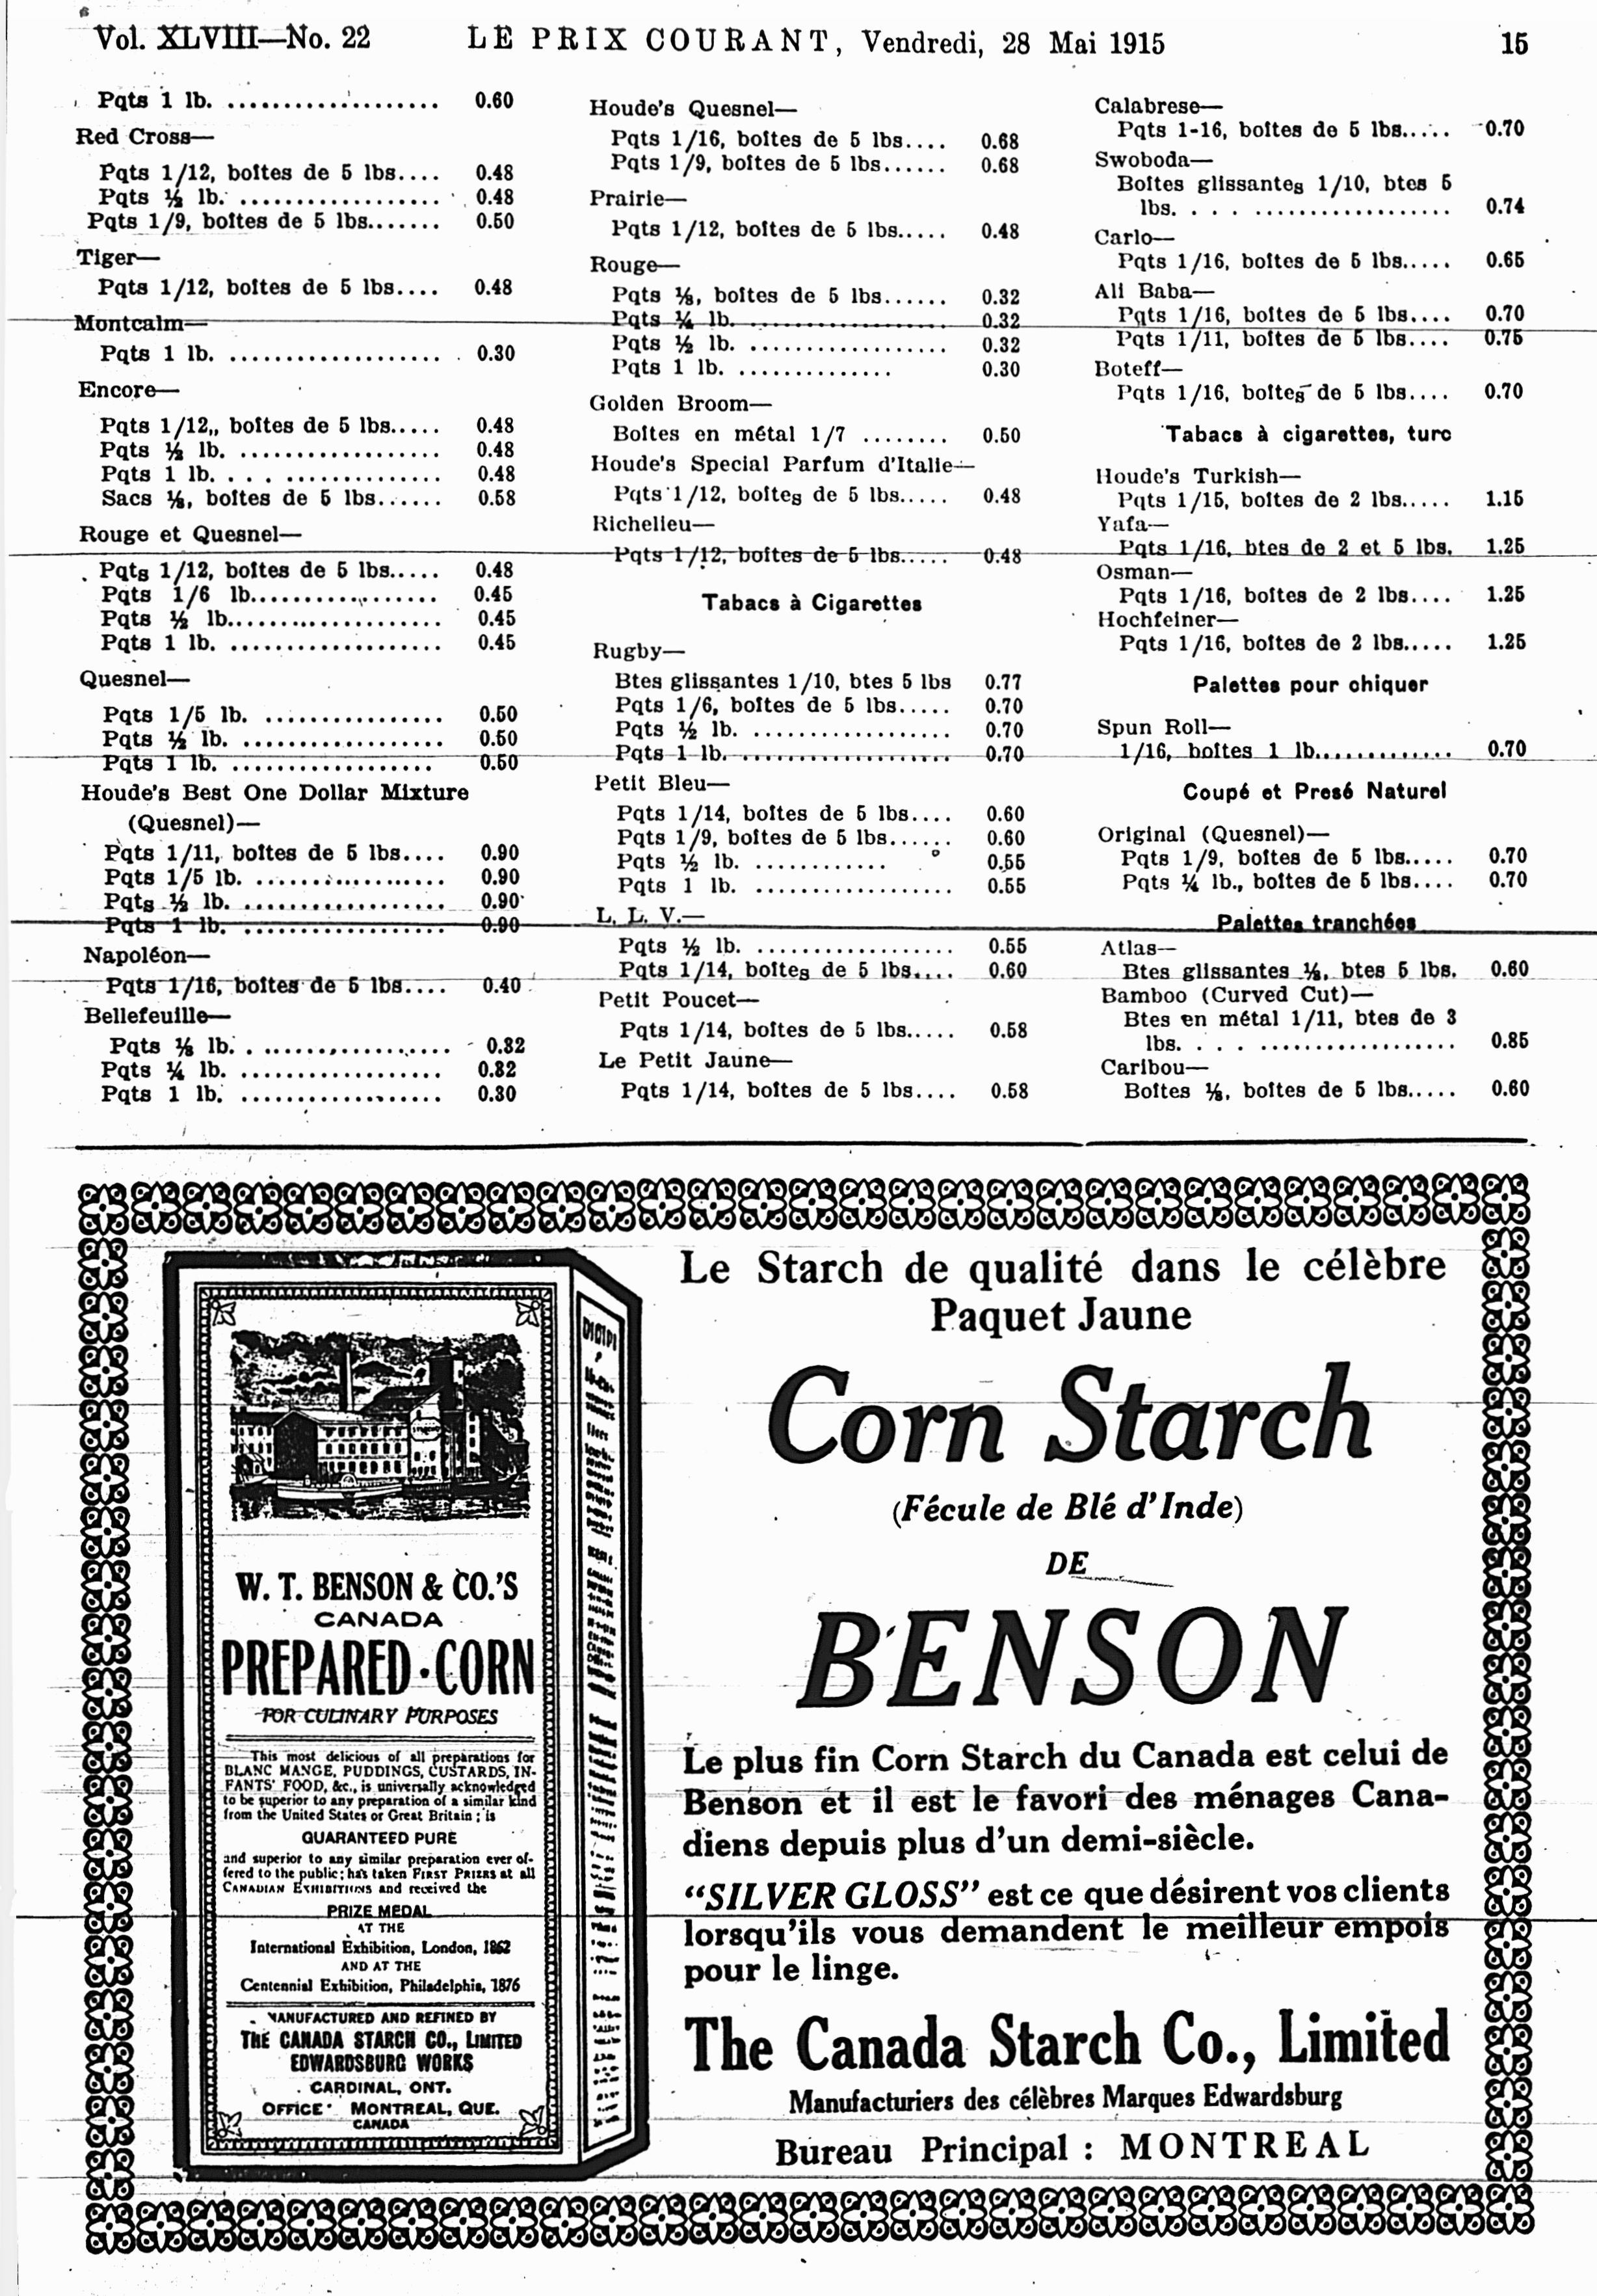 Vol. XLVIII—No. 22 LE PRIX COURANT, Vendredi, 28 Mai 1915 15
Pqts 1 lb. ................... 0.60
Red Cross—
Pqts 1/12, boîtes de 5 lbs.... 0.48
Pqts ½ lb. .................. 0.48
Pqts 1/9, boîtes de 5 lbs....... 0.50
Tiger—
Pqts 1/12, boîtes de 5 lbs.... 0.48
Montcalm—
Pqts 1 lb. ................... 0.30
Encore—
Pqts 1/12,, boîtes de 5 lbs..... 0.48
Pqts ½ lb. .................. 0.48
Pqts 1 lb. . . . .............. 0.48
Sacs ⅛, boîtes de 5 lbs...... 0.58
Rouge et Quesnel—
Pqts 1/12, boîtes de 5 lbs..... 0.48
Pqts 1/6 lb................. 0.45
Pqts ½ lb................... 0.45
Pqts 1 lb. ................... 0.45
Quesnel—
Pqts 1/5 lb. ................ 0.50
Pqts ½ lb. .................. 0.50
Pqts 1 lb. .................. 0.50
Houde's Best One Dollar Mixture
(Quesnel)—
Pqts 1/11, boîtes de 5 lbs.... 0.90
Pqts 1/5 lb. ................. 0.90
Pqts ½ lb. .................. 0.90
Pqts 1 lb. .................. 0.90
Napoléon—
Pqts 1/16, boîtes de 5 lbs.... 0.40
Bellefeuille—
Pqts ⅛ lb. . ................. 0.32
Pqts ¼ lb. .................. 0.32
Pqts 1 lb. .................. 0.30
Houde's Quesnel—
Pqts 1/16, boîtes de 5 lbs.... 0.68
Pqts 1/9, boîtes de 5 lbs...... 0.68
Prairie—
Pqts 1/12, boîtes de 5 lbs..... 0.48
Rouge—
Pqts ⅛, boîtes de 5 lbs...... 0.32
Pqts ¼ lb. .................. 0.32
Pqts ½ lb. .................. 0.32
Pqts 1 lb. .............. 0.30
Golden Broom—
Boîtes en métal 1/7 ........ 0.50
Houde's Special Parfum d'Italie—
Pqts 1/12, boîtes de 5 lbs..... 0.48
Richelieu—
Pqts 1/12, boîtes de 5 lbs..... 0.48
Tabacs à Cigarettes
Rugby—
Btes glissantes 1/10, btes 5 lbs 0.77
Pqts 1/6, boîtes de 5 lbs..... 0.70
Pqts ½ lb. .................. 0.70
Pqts 1 lb. ................... 0.70
Petit Bleu—
Pqts 1/14, boîtes de 5 lbs.... 0.60
Pqts 1/9, boîtes de 5 lbs...... 0.60
Pqts ½ lb. ............ 0.55
Pqts 1 lb. .................. 0.55
L. L. V.—
Pqts ½ lb. .................. 0.55
Pqts 1/14, boîtes de 5 lbs.... 0.60
Petit Poucet—
Pqts 1/14, boîtes de 5 lbs..... 0.58
Le Petit Jaune—
Pqts 1/14, boîtes de 5 lbs.... 0.58
Calabrese—
Pqts 1-16, boîtes de 5 lbs..... 0.70
Swoboda—
Boîtes glissantes 1/10, btes 5
lbs. . . . .................. 0.74
Carlo—
Pqts 1/16, boîtes de 5 lbs..... 0.65
Ali Baba—
Pqts 1/16, boîtes de 5 lbs.... 0.70
Pqts 1/11, boîtes de 5 lbs.... 0.75
Boteff—
Pqts 1/16, boîtes de 5 lbs.... 0.70
Tabacs à cigarettes, turc
Houde's Turkish—
Pqts 1/15, boîtes de 2 lbs..... 1.15
Yafa—
Pqts 1/16, btes de 2 et 5 lbs. 1.25
Osman—
Pqts 1/16, boîtes de 2 lbs.... 1.25
Hochfeiner—
Pqts 1/16, boîtes de 2 lbs..... 1.25
Palettes pour chiquer
Spun Roll—
1/16, boîtes 1 lb............. 0.70
Coupé et Presé Naturel
Original (Quesnel)—
Pqts 1/9, boîtes de 5 lbs..... 0.70
Pqts ¼ lb., boîtes de 5 lbs.... 0.70
Palettes tranchées
Atlas—
Btes glissantes ⅛, btes 5 lbs. 0.60
Bamboo (Curved Cut)—
Btes en métal 1/11, btes de 3
lbs. . . . .................. 0.85
Caribou—
Boîtes ⅛, boîtes de 5 lbs..... 0.60
W. T. BENSON & CO.'S
CANADA
PREPARED·CORN
FOR CULINARY PURPOSES
This most delicious of all preparations for
BLANC MANGE, PUDDINGS, CUSTARDS, IN-
FANTS' FOOD, &c., is universally acknowledged
to be superior to any preparation of a similar kind
from the United States or Great Britain; is
GUARANTEED PURE
and superior to any similar preparation ever of-
fered to the public; has taken FIRST PRIZES at all
CANADIAN EXHIBITIONS and received the
PRIZE MEDAL
AT THE
International Exhibition, London, 1862
AND AT THE
Centennial Exhibition, Philadelphia, 1876
MANUFACTURED AND REFINED BY
THE CANADA STARCH CO., LIMITED
EDWARDSBURG WORKS
CARDINAL, ONT.
OFFICE· MONTREAL, QUE.
CANADA
Le Starch de qualité dans le célèbre
Paquet Jaune
Corn Starch
(Fécule de Blé d'Inde)
DE
BENSON
Le plus fin Corn Starch du Canada est celui de
Benson et il est le favori des ménages Cana-
diens depuis plus d'un demi-siècle.
"SILVER GLOSS" est ce que désirent vos clients
lorsqu'ils vous demandent le meilleur empois
pour le linge.
The Canada Starch Co., Limited
Manufacturiers des célèbres Marques Edwardsburg
Bureau Principal : MONTREAL